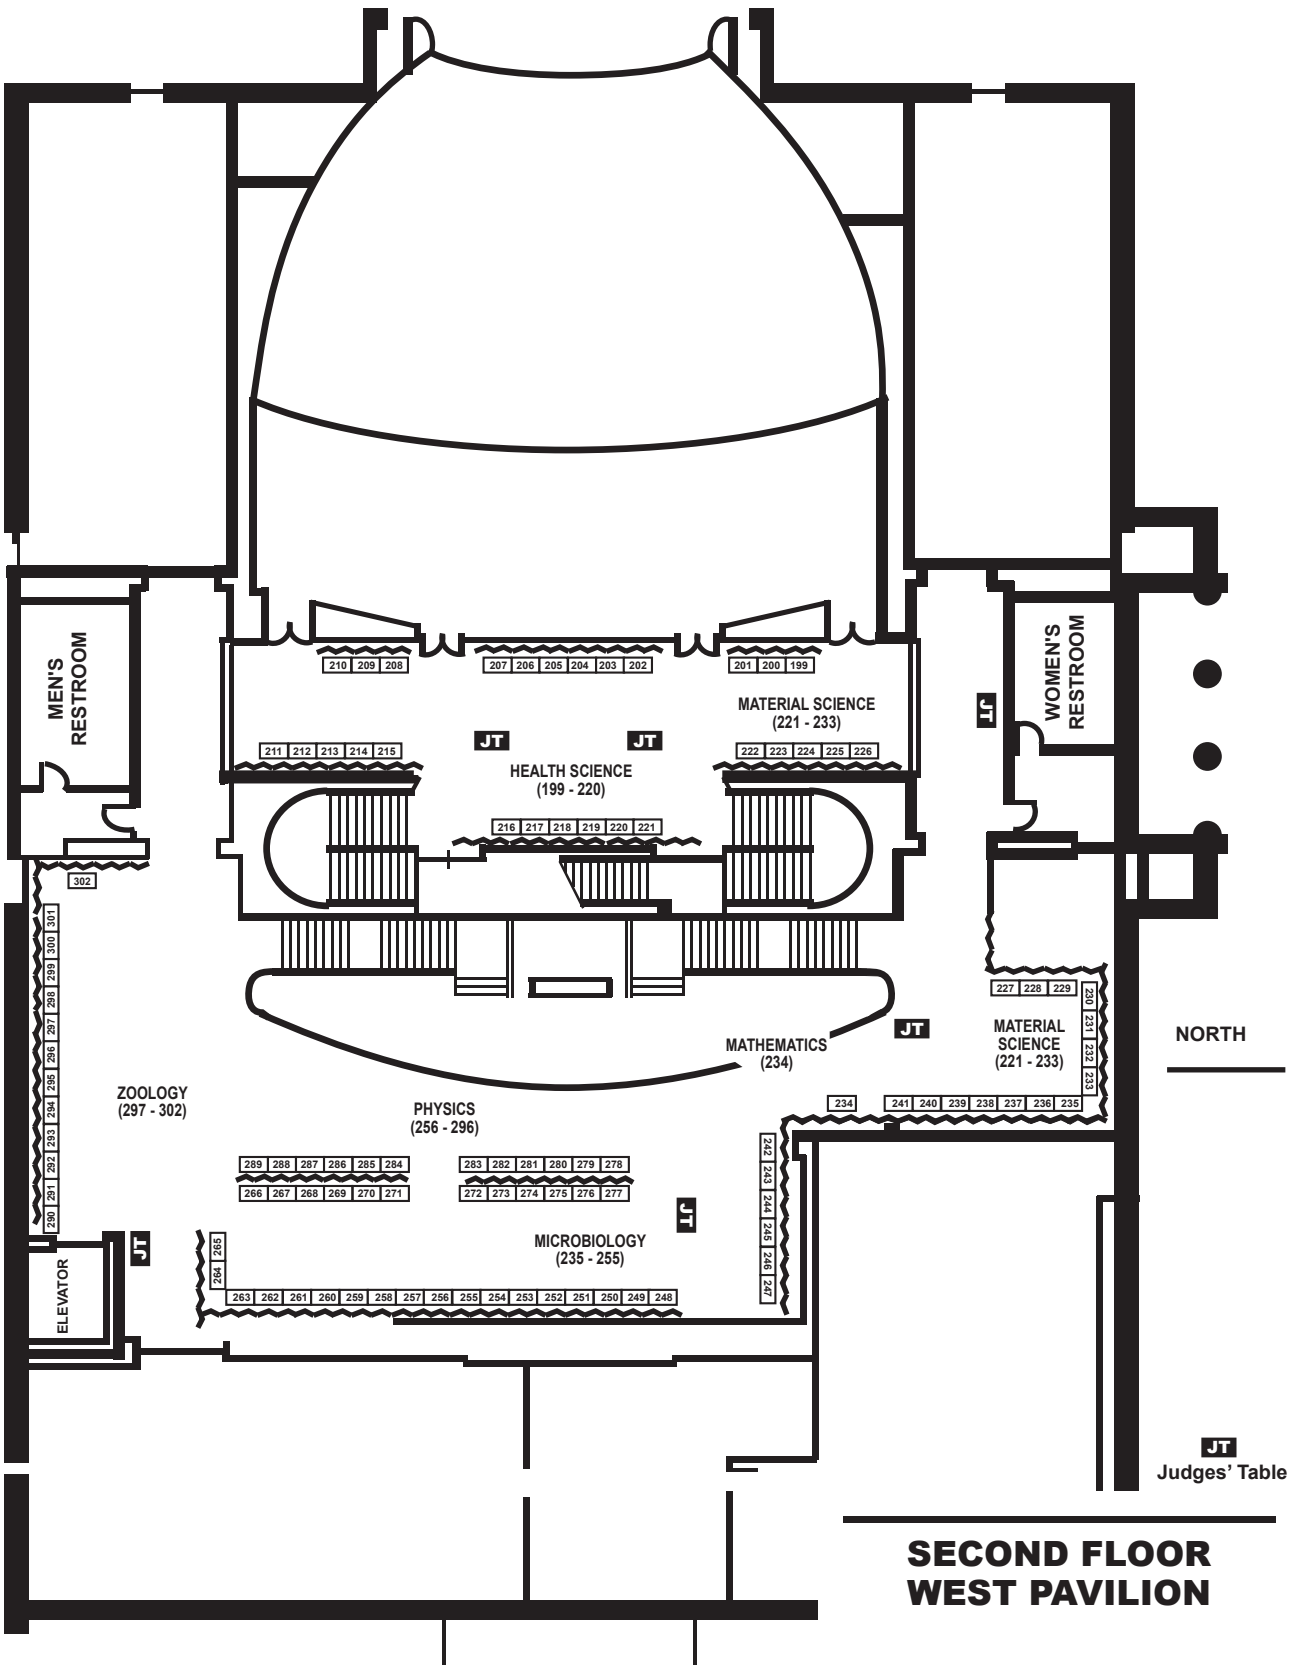 MEN'S
RESTROOM
WOMEN'S
RESTROOM
210 209 208
207 206 205 204 203 202
201 200 199
MATERIAL SCIENCE
(221 - 233)
JT
JT
JT
211 212 213 214 215
222 223 224 225 226
HEALTH SCIENCE
(199 - 220)
216 217 218 219 220 221
302
301
300
299
298
297
296
295
294
293
292
291
290
227 228 229
230
231
232
233
JT
MATERIAL
SCIENCE
(221 - 233)
NORTH
MATHEMATICS
(234)
ZOOLOGY
(297 - 302)
PHYSICS
(256 - 296)
234
241 240 239 238 237 236 235
242
243
244
245
246
247
289 288 287 286 285 284
283 282 281 280 279 278
266 267 268 269 270 271
272 273 274 275 276 277
JT
JT
MICROBIOLOGY
(235 - 255)
265
264
ELEVATOR
263 262 261 260 259 258 257 256 255 254 253 252 251 250 249 248
JT
Judges' Table
SECOND FLOOR
WEST PAVILION